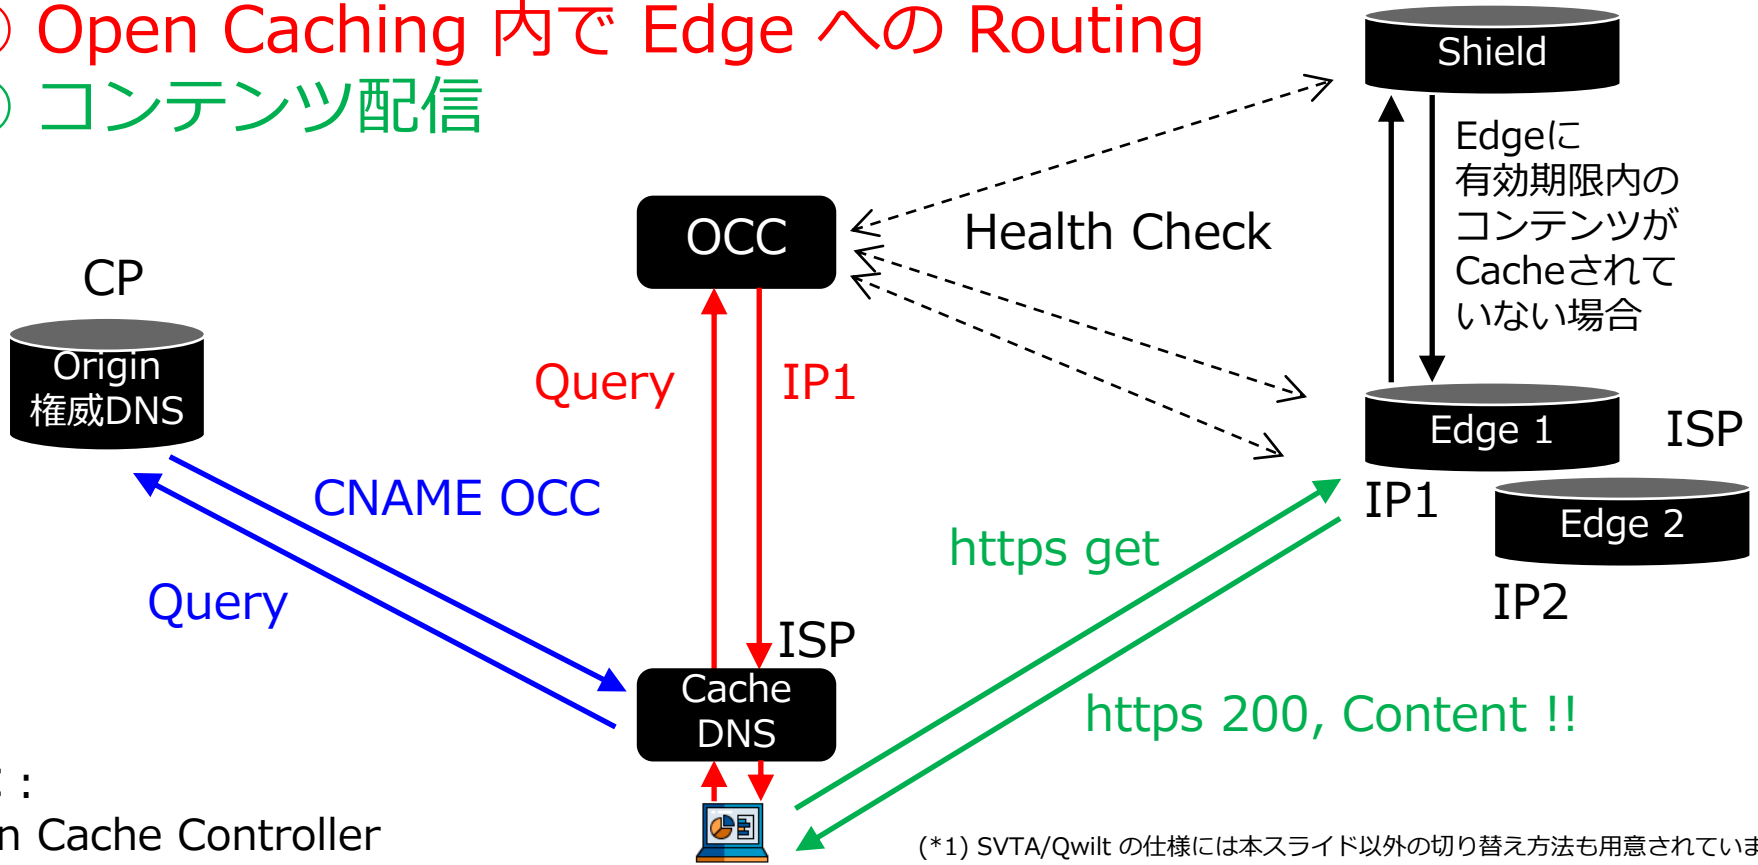 Open Caching 内で Edge への Routing
コンテンツ配信
Shield
Edgeに
有効期限内の
コンテンツが
Cacheされて
いない場合
OCC
Health Check
CP
Origin
権威DNS
Query
IP1
Edge 1
ISP
CNAME OCC
IP1
Edge 2
https get
Query
IP2
ISP
Cache
DNS
https 200, Content !!
:
n Cache Controller
(*1) SVTA/Qwilt の仕様には本スライド以外の切り替え方法も用意されていま